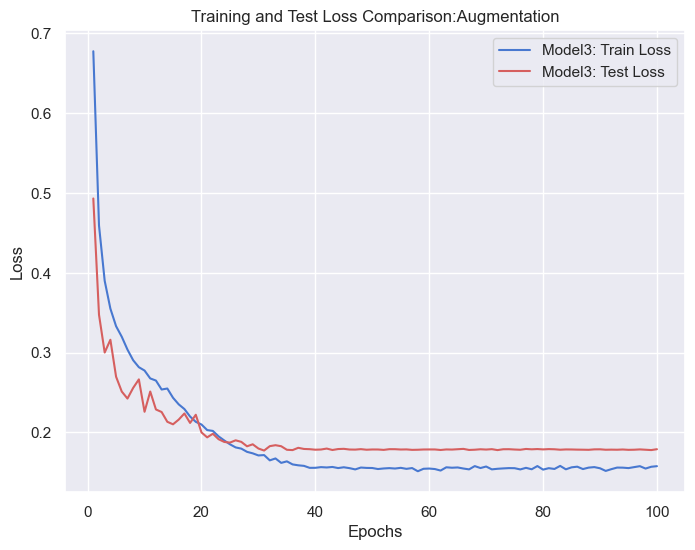 Training and Test Loss Comparison:Augmentation
Model3: Train Loss
Model3: Test Loss
0.7
0.6
0.5
0.4
0.3
0.2
Loss
0 20 40 60 80 100
Epochs